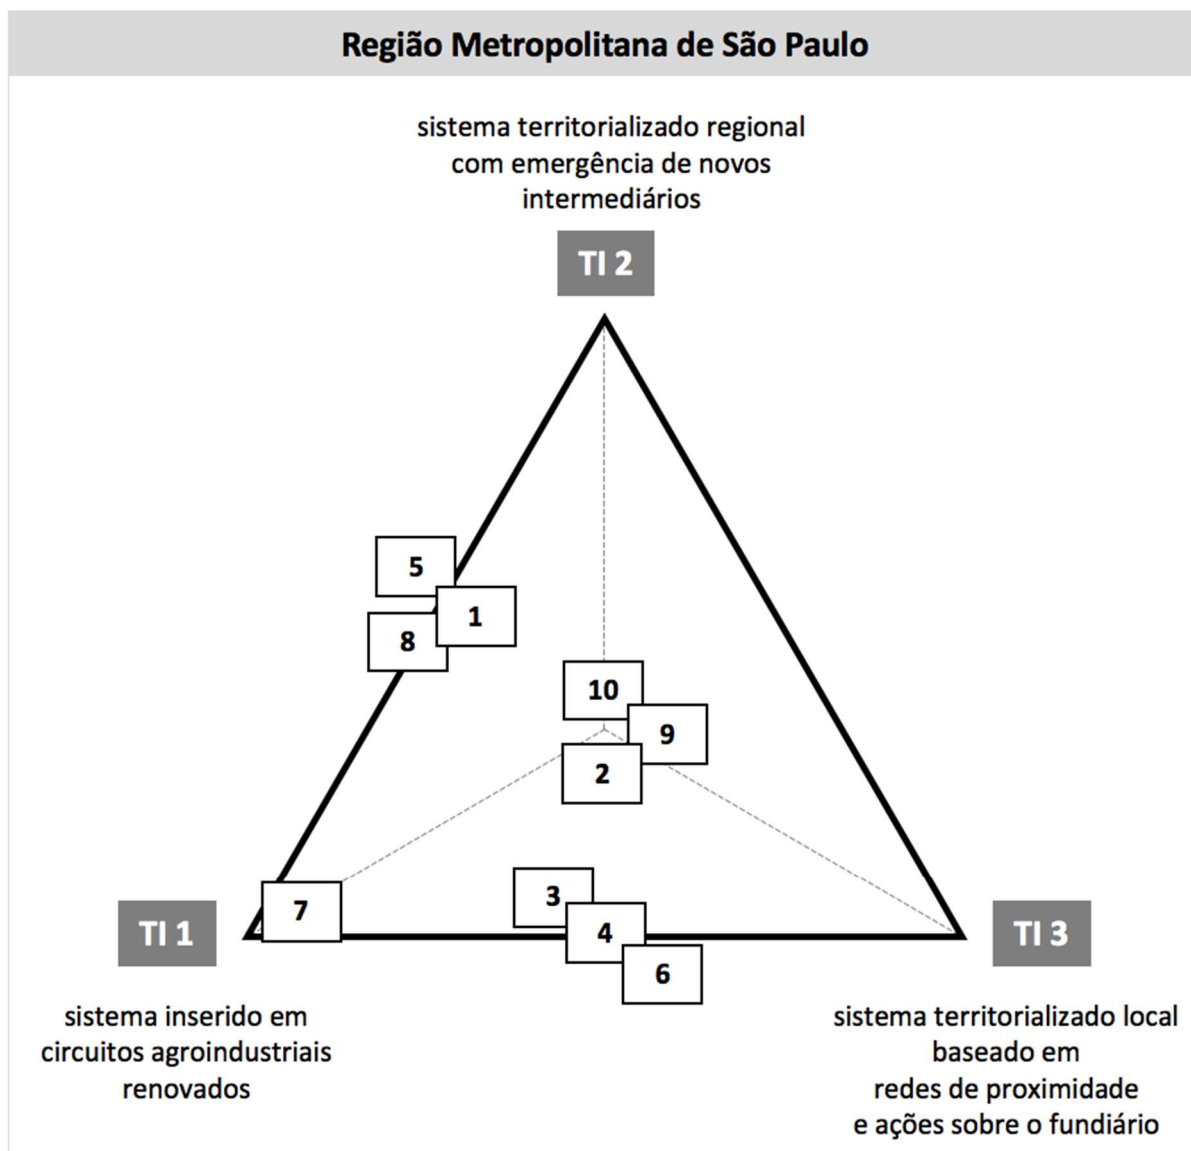 Região Metropolitana de São Paulo
sistema territorializado regional
com emergência de novos
intermediários
TI 2
5
1
8
10
9
2
7
3
4
6
TI 1
TI 3
sistema inserido em
circuitos agroindustriais
renovados
sistema territorializado local
baseado em
redes de proximidade
e ações sobre o fundiário